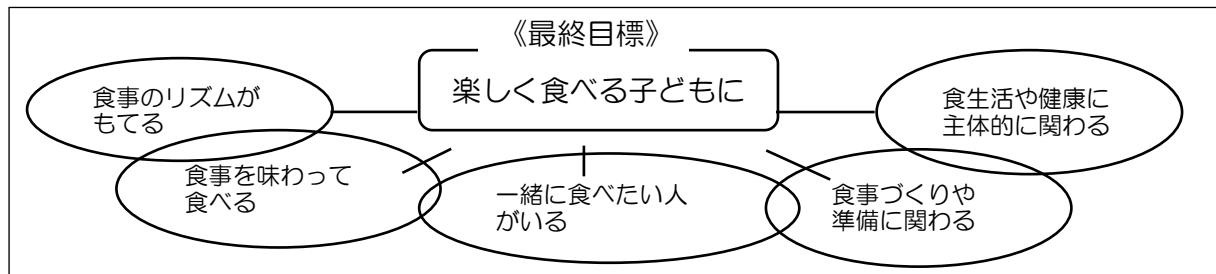 《最終目標》
楽しく食べる子どもに
食事のリズムが
もてる
食事を味わって
食べる
一緒に食べたい人
がいる
食事づくりや
準備に関わる
食生活や健康に
主体的に関わる